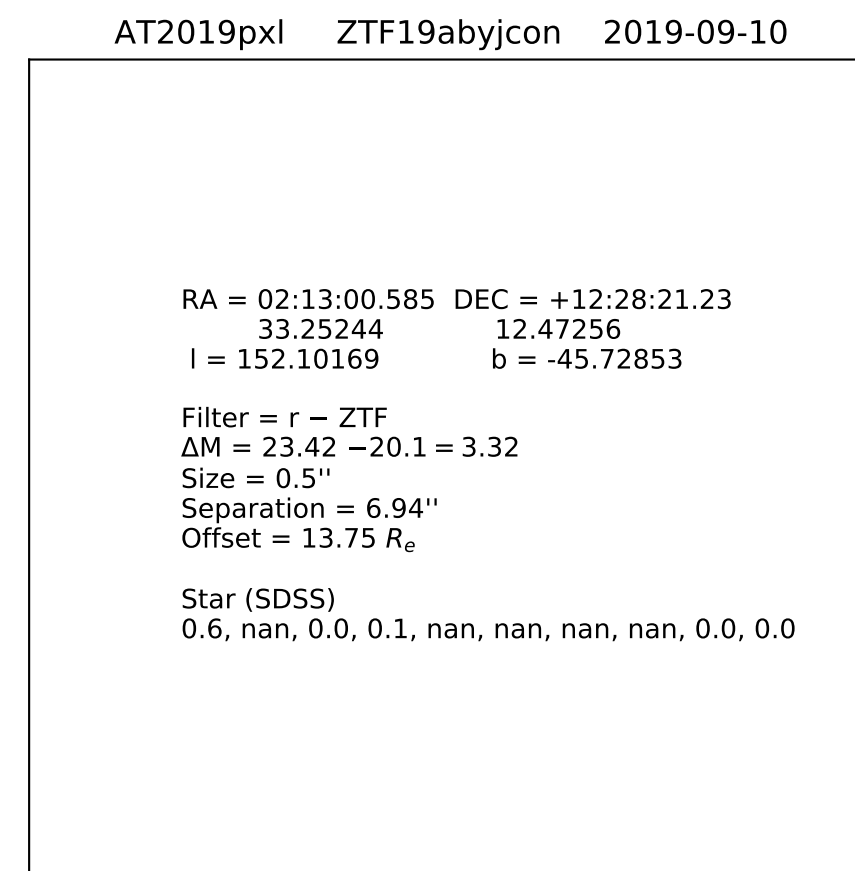 AT2019pxl ZTF19abyjcon 2019-09-10
RA = 02:13:00.585 DEC = +12:28:21.23
33.25244 12.47256
l = 152.10169 b = -45.72853
Filter = r − ZTF
ΔM = 23.42 −20.1 = 3.32
Size = 0.5''
Separation = 6.94''
Offset = 13.75 Re
Star (SDSS)
0.6, nan, 0.0, 0.1, nan, nan, nan, nan, 0.0, 0.0